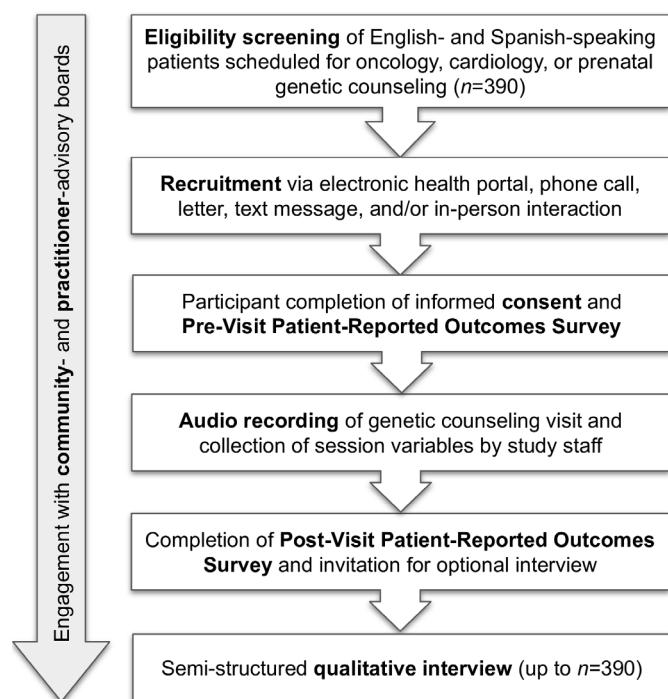 Engagement with community- and practitioner-advisory boards
Eligibility screening of English- and Spanish-speaking
patients scheduled for oncology, cardiology, or prenatal
genetic counseling (n=390)
Recruitment via electronic health portal, phone call,
letter, text message, and/or in-person interaction
Participant completion of informed consent and
Pre-Visit Patient-Reported Outcomes Survey
Audio recording of genetic counseling visit and
collection of session variables by study staff
Completion of Post-Visit Patient-Reported Outcomes
Survey and invitation for optional interview
Semi-structured qualitative interview (up to n=390)